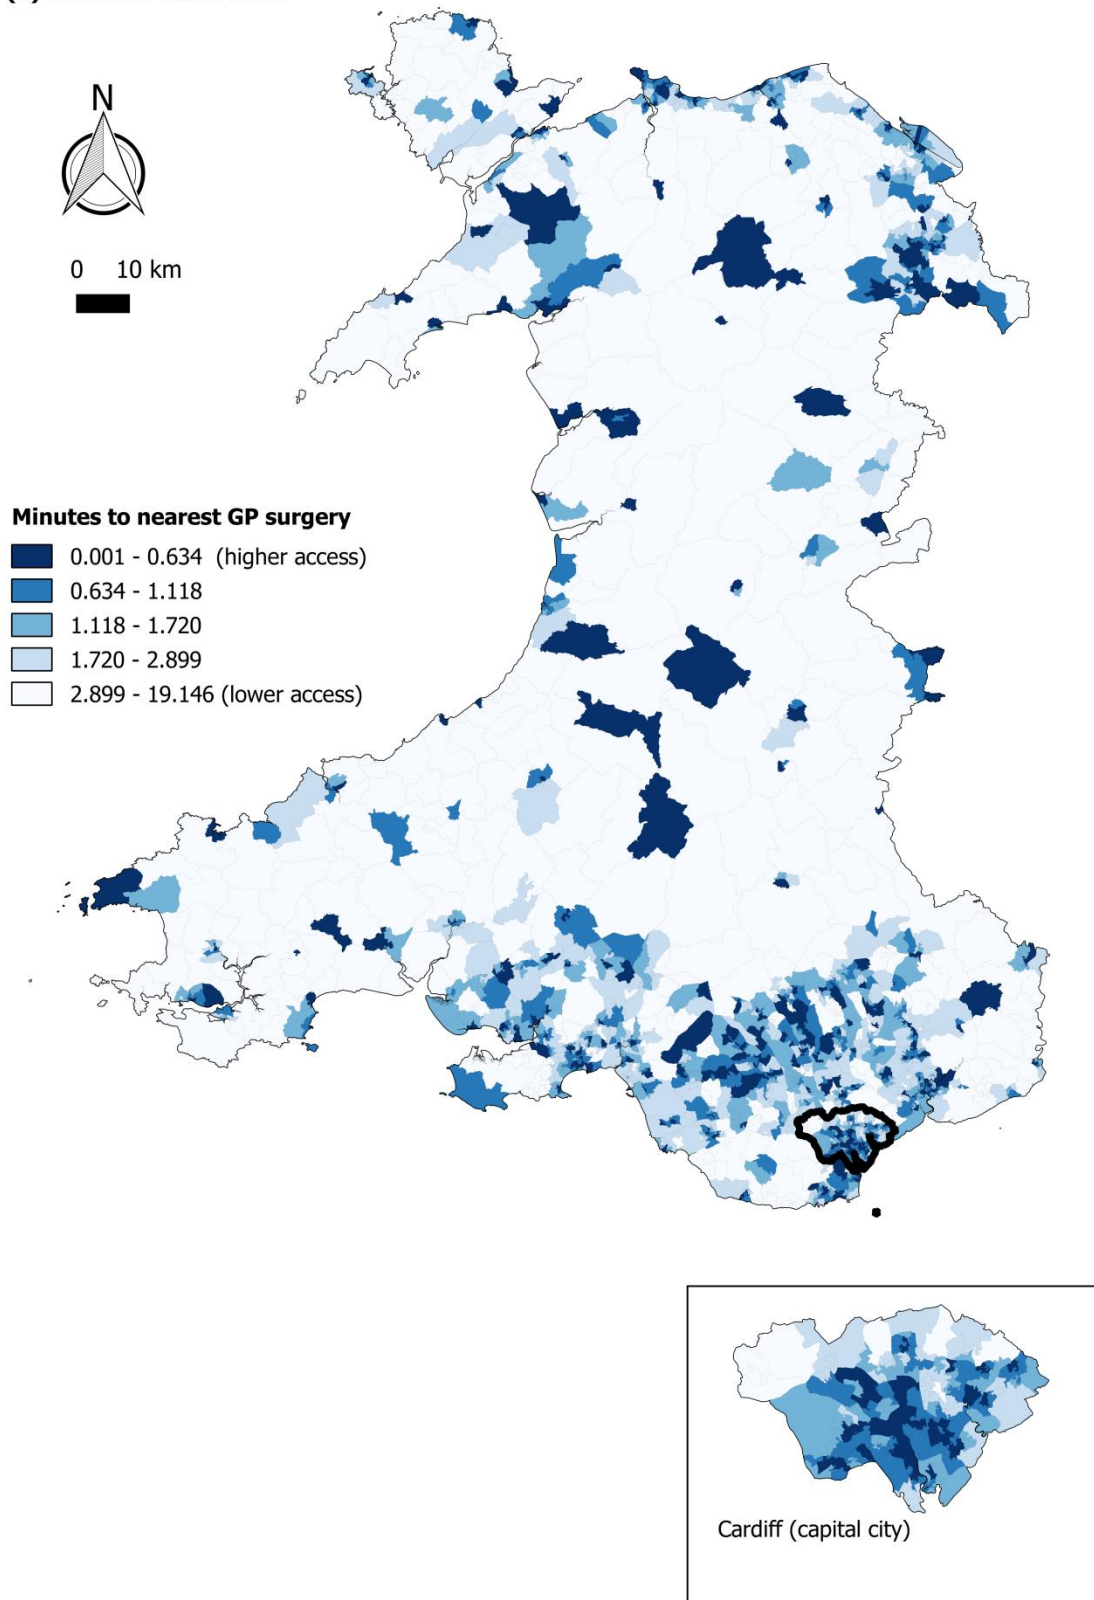 N
0 10 km
Minutes to nearest GP surgery
0.001 - 0.634 (higher access)
0.634 - 1.118
1.118 - 1.720
1.720 - 2.899
2.899 - 19.146 (lower access)
Cardiff (capital city)